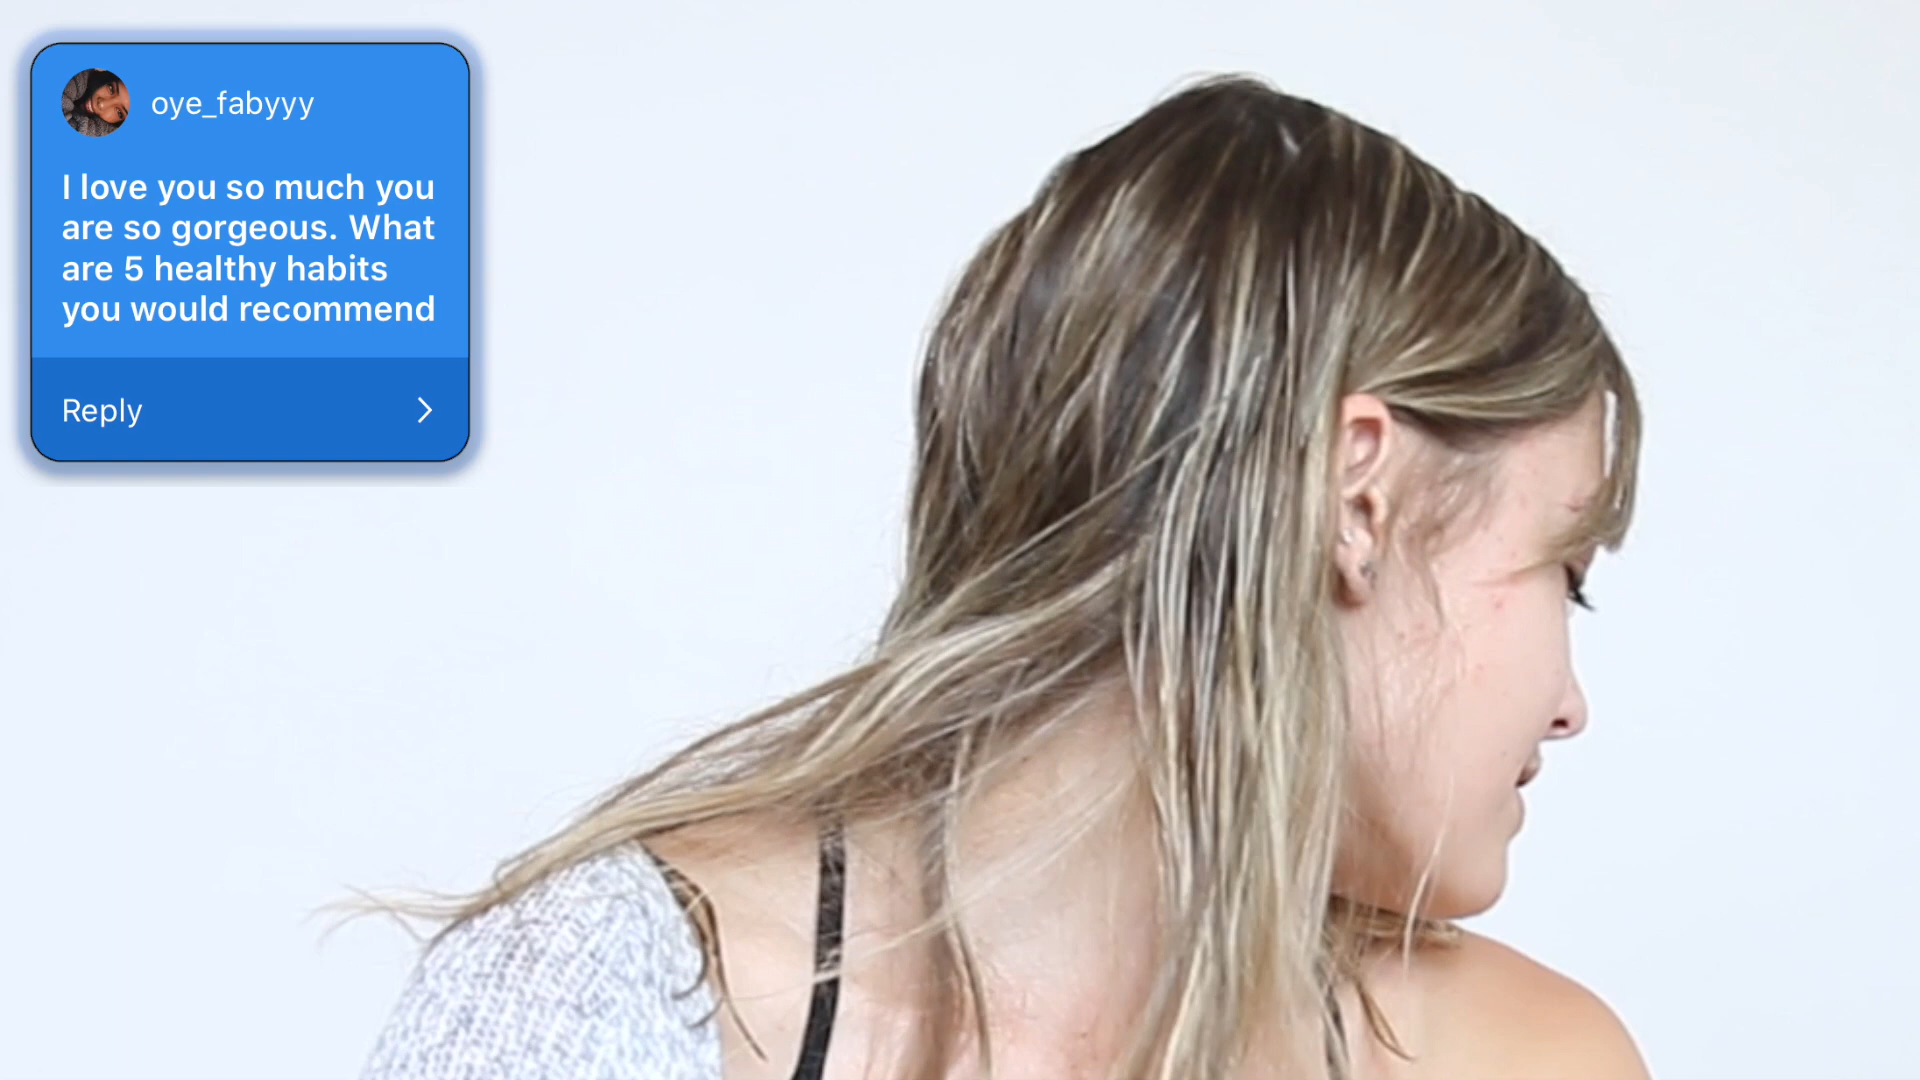 oye_fabyyy
I love you so much you
are so gorgeous. What
are 5 healthy habits
you would recommend
Reply